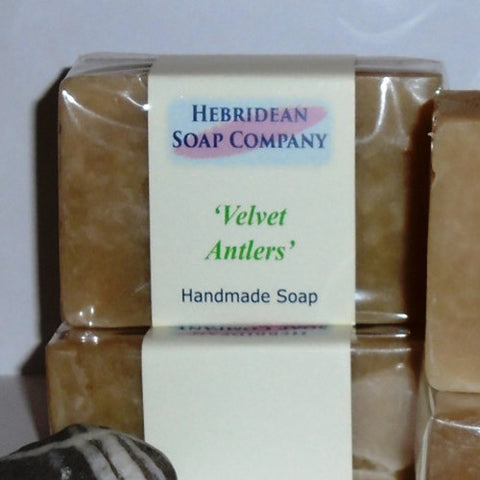 HEBRIDEAN
SOAP COMPANY
'Velvet
Antlers'
Handmade Soap